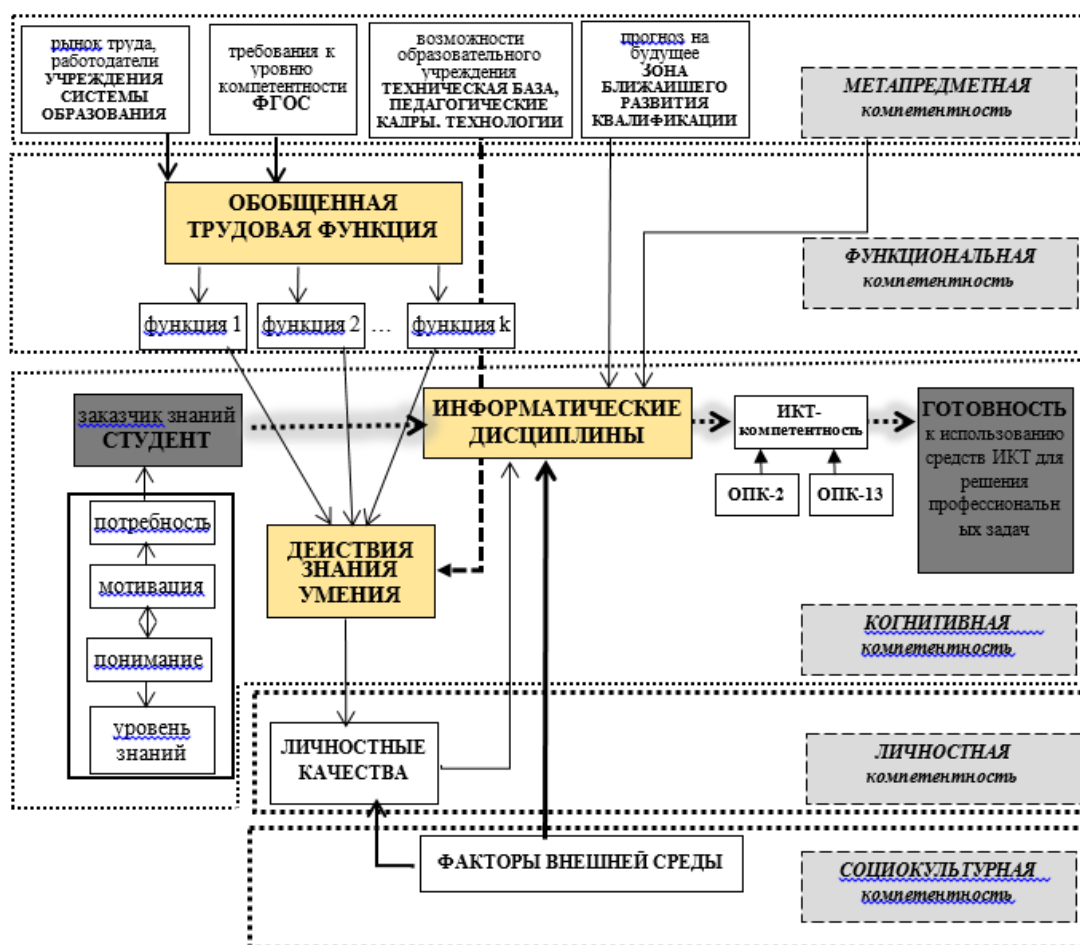 рынок труда,
работодатели
УЧРЕЖДЕНИЯ
СИСТЕМЫ
ОБРАЗОВАНИЯ
требования к
уровню
компетентности
ФГОС
возможности
образовательного
учреждения
ТЕХНИЧЕСКАЯ БАЗА,
ПЕДАГОГИЧЕСКИЕ
КАДРЫ. ТЕХНОЛОГИИ
прогноз на
будущее
ЗОНА
БЛИЖАИШЕГО
РАЗВИТИЯ
КВАЛИФИКАЦИИ
МЕТАПРЕДМЕТНАЯ
компетентность
ОБОБЩЕННАЯ
ТРУДОВАЯ ФУНКЦИЯ
ФУНКЦИОНАЛЬНАЯ
компетентность
функция 1
функция 2
...
функция k
заказчик знаний
СТУДЕНТ
ИНФОРМАТИЧЕСКИЕ
ДИСЦИПЛИНЫ
ИКТ-
компетентность
ОПК-2
ОПК-13
ГОТОВНОСТЬ
к использованию
средств ИКТ для
решения
профессиональн
ых задач
потребность
мотивация
понимание
уровень
знаний
ДЕИСТВИЯ
ЗНАНИЯ
УМЕНИЯ
КОГНИТИВНАЯ
компетентность
ЛИЧНОСТНЫЕ
КАЧЕСТВА
ЛИЧНОСТНАЯ
компетентность
ФАКТОРЫ ВНЕШНЕЙ СРЕДЫ
СОЦИОКУЛЬТУРНАЯ
компетентность